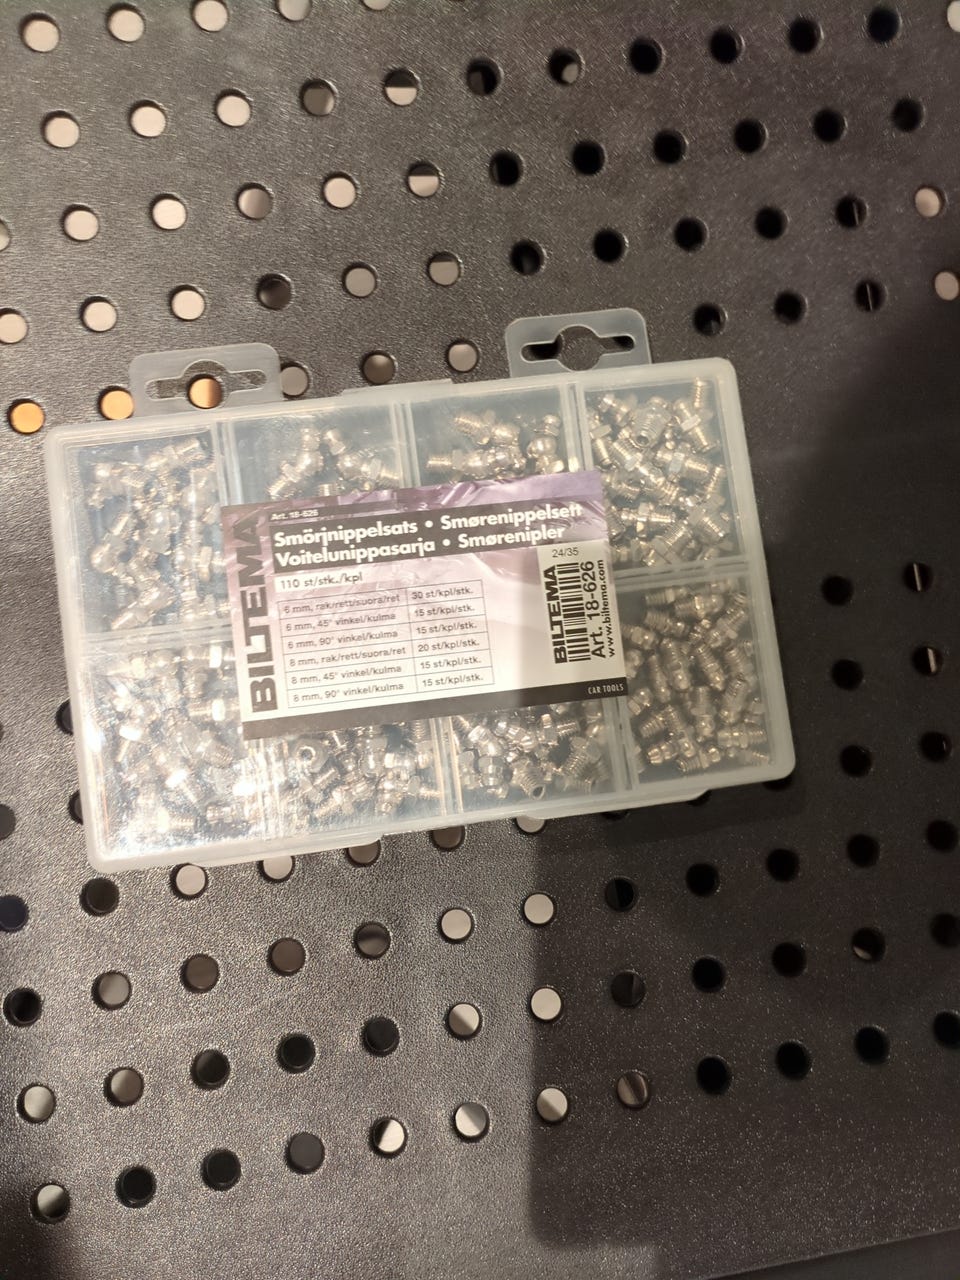 Art. 18-626
Smörjnippelsats • Smørenippelsett
Voitelunippasarja • Smørenipler
110 st/stk./kpl
6 mm, rak/rett/suora/ret 30 st/kpl/stk.
6 mm, 45° vinkel/kulma 15 st/kpl/stk.
6 mm, 90° vinkel/kulma 15 st/kpl/stk.
8 mm, rak/rett/suora/ret 20 st/kpl/stk.
8 mm, 45° vinkel/kulma 15 st/kpl/stk.
8 mm, 90° vinkel/kulma 15 st/kpl/stk.
BILTEMA
24/35
BILTEMA
Art. 18-626
www.biltema.com
CAR TOOLS